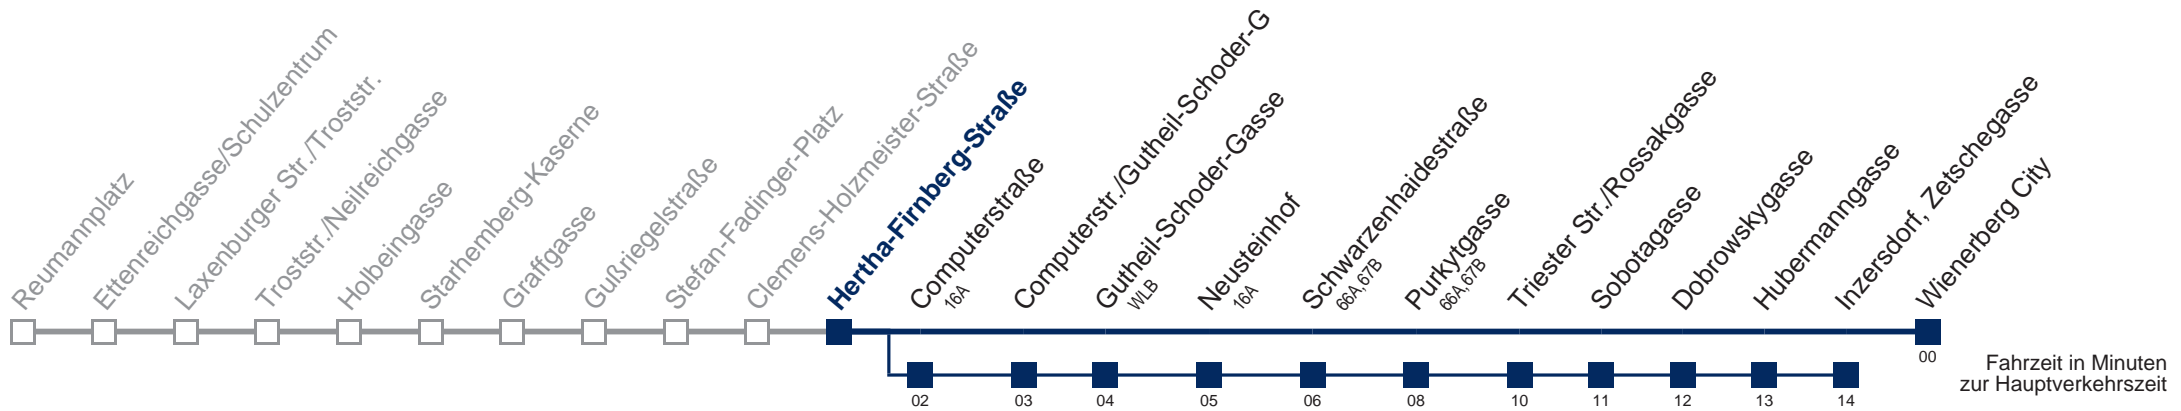 Reumannplatz
Ettenreichgasse/Schulzentrum
Laxenburger Str./Troststr.
Troststr./Neilreichgasse
Holbeingasse
Starhemberg-Kaserne
Graffgasse
Gußriegelstraße
Stefan-Fadinger-Platz
Clemens-Holzmeister-Straße
Hertha-Firnberg-Straße
Computerstraße
16A
Computerstr./Gutheil-Schoder-G
Gutheil-Schoder-Gasse
WLB
Neusteinhof
16A
Schwarzenhaidestraße
66A,67B
Purkytgasse
66A,67B
Triester Str./Rossakgasse
Sobotagasse
Dobrowskygasse
Hubermanngasse
Inzersdorf, Zetschegasse
Wienerberg City
00
Fahrzeit in Minuten
zur Hauptverkehrszeit
02 03 04 05 06 08 10 11 12 13 14